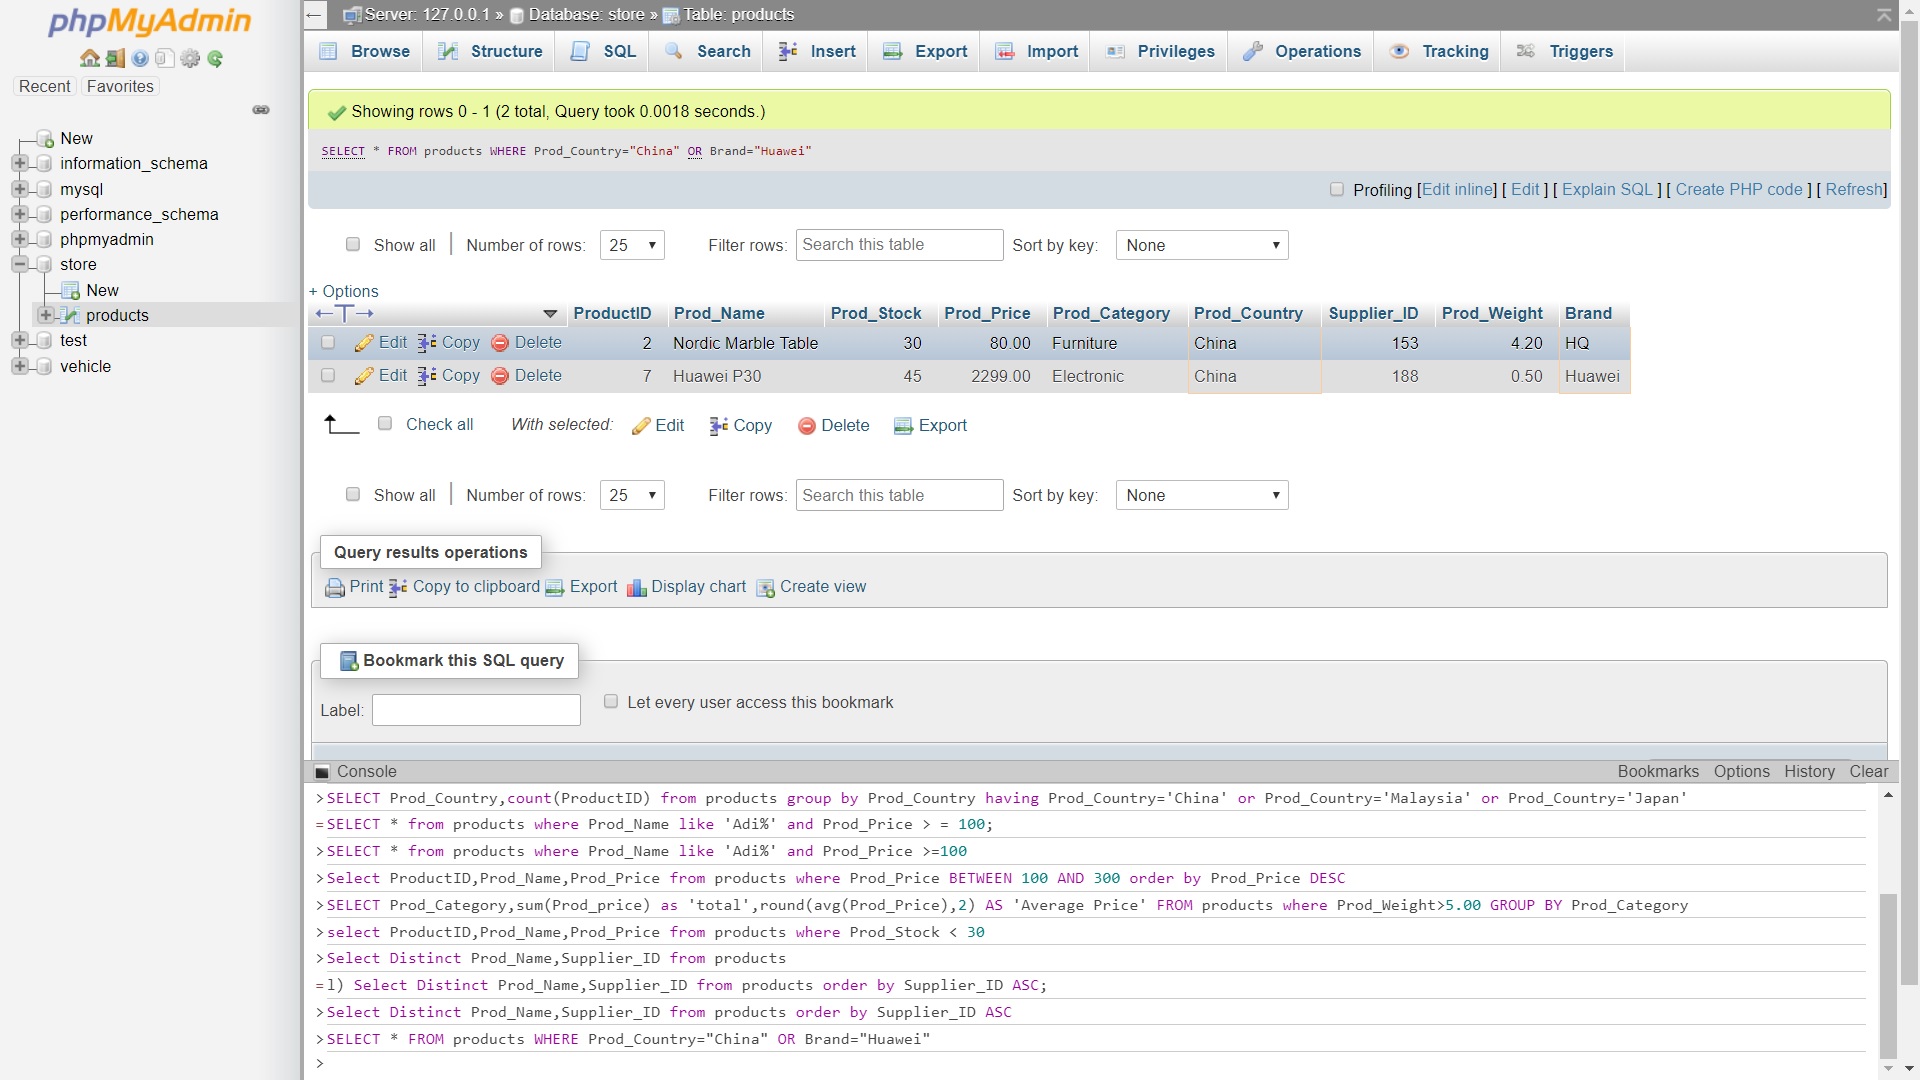 phpMyAdmin
Recent Favorites
New
information_schema
mysql
performance_schema
phpmyadmin
store
New
products
test
vehicle
Server: 127.0.0.1 » Database: store » Table: products
Browse Structure SQL Search Insert Export Import Privileges Operations Tracking Triggers
Showing rows 0 - 1 (2 total, Query took 0.0018 seconds.)
SELECT * FROM products WHERE Prod_Country="China" OR Brand="Huawei"
Profiling [Edit inline] [ Edit ] [ Explain SQL ] [ Create PHP code ] [ Refresh]
Show all | Number of rows: 25 Filter rows: Search this table Sort by key: None
+ Options
←T→ ProductID Prod_Name Prod_Stock Prod_Price Prod_Category Prod_Country Supplier_ID Prod_Weight Brand
Edit Copy Delete 2 Nordic Marble Table 30 80.00 Furniture China 153 4.20 HQ
Edit Copy Delete 7 Huawei P30 45 2299.00 Electronic China 188 0.50 Huawei
Check all With selected: Edit Copy Delete Export
Show all | Number of rows: 25 Filter rows: Search this table Sort by key: None
Query results operations
Print Copy to clipboard Export Display chart Create view
Bookmark this SQL query
Label: Let every user access this bookmark
Console Bookmarks Options History Clear
>SELECT Prod_Country,count(ProductID) from products group by Prod_Country having Prod_Country='China' or Prod_Country='Malaysia' or Prod_Country='Japan'
=SELECT * from products where Prod_Name like 'Adi%' and Prod_Price > = 100;
>SELECT * from products where Prod_Name like 'Adi%' and Prod_Price >=100
>Select ProductID,Prod_Name,Prod_Price from products where Prod_Price BETWEEN 100 AND 300 order by Prod_Price DESC
>SELECT Prod_Category,sum(Prod_price) as 'total',round(avg(Prod_Price),2) AS 'Average Price' FROM products where Prod_Weight>5.00 GROUP BY Prod_Category
>select ProductID,Prod_Name,Prod_Price from products where Prod_Stock < 30
>Select Distinct Prod_Name,Supplier_ID from products
=l) Select Distinct Prod_Name,Supplier_ID from products order by Supplier_ID ASC;
>Select Distinct Prod_Name,Supplier_ID from products order by Supplier_ID ASC
>SELECT * FROM products WHERE Prod_Country="China" OR Brand="Huawei"
>